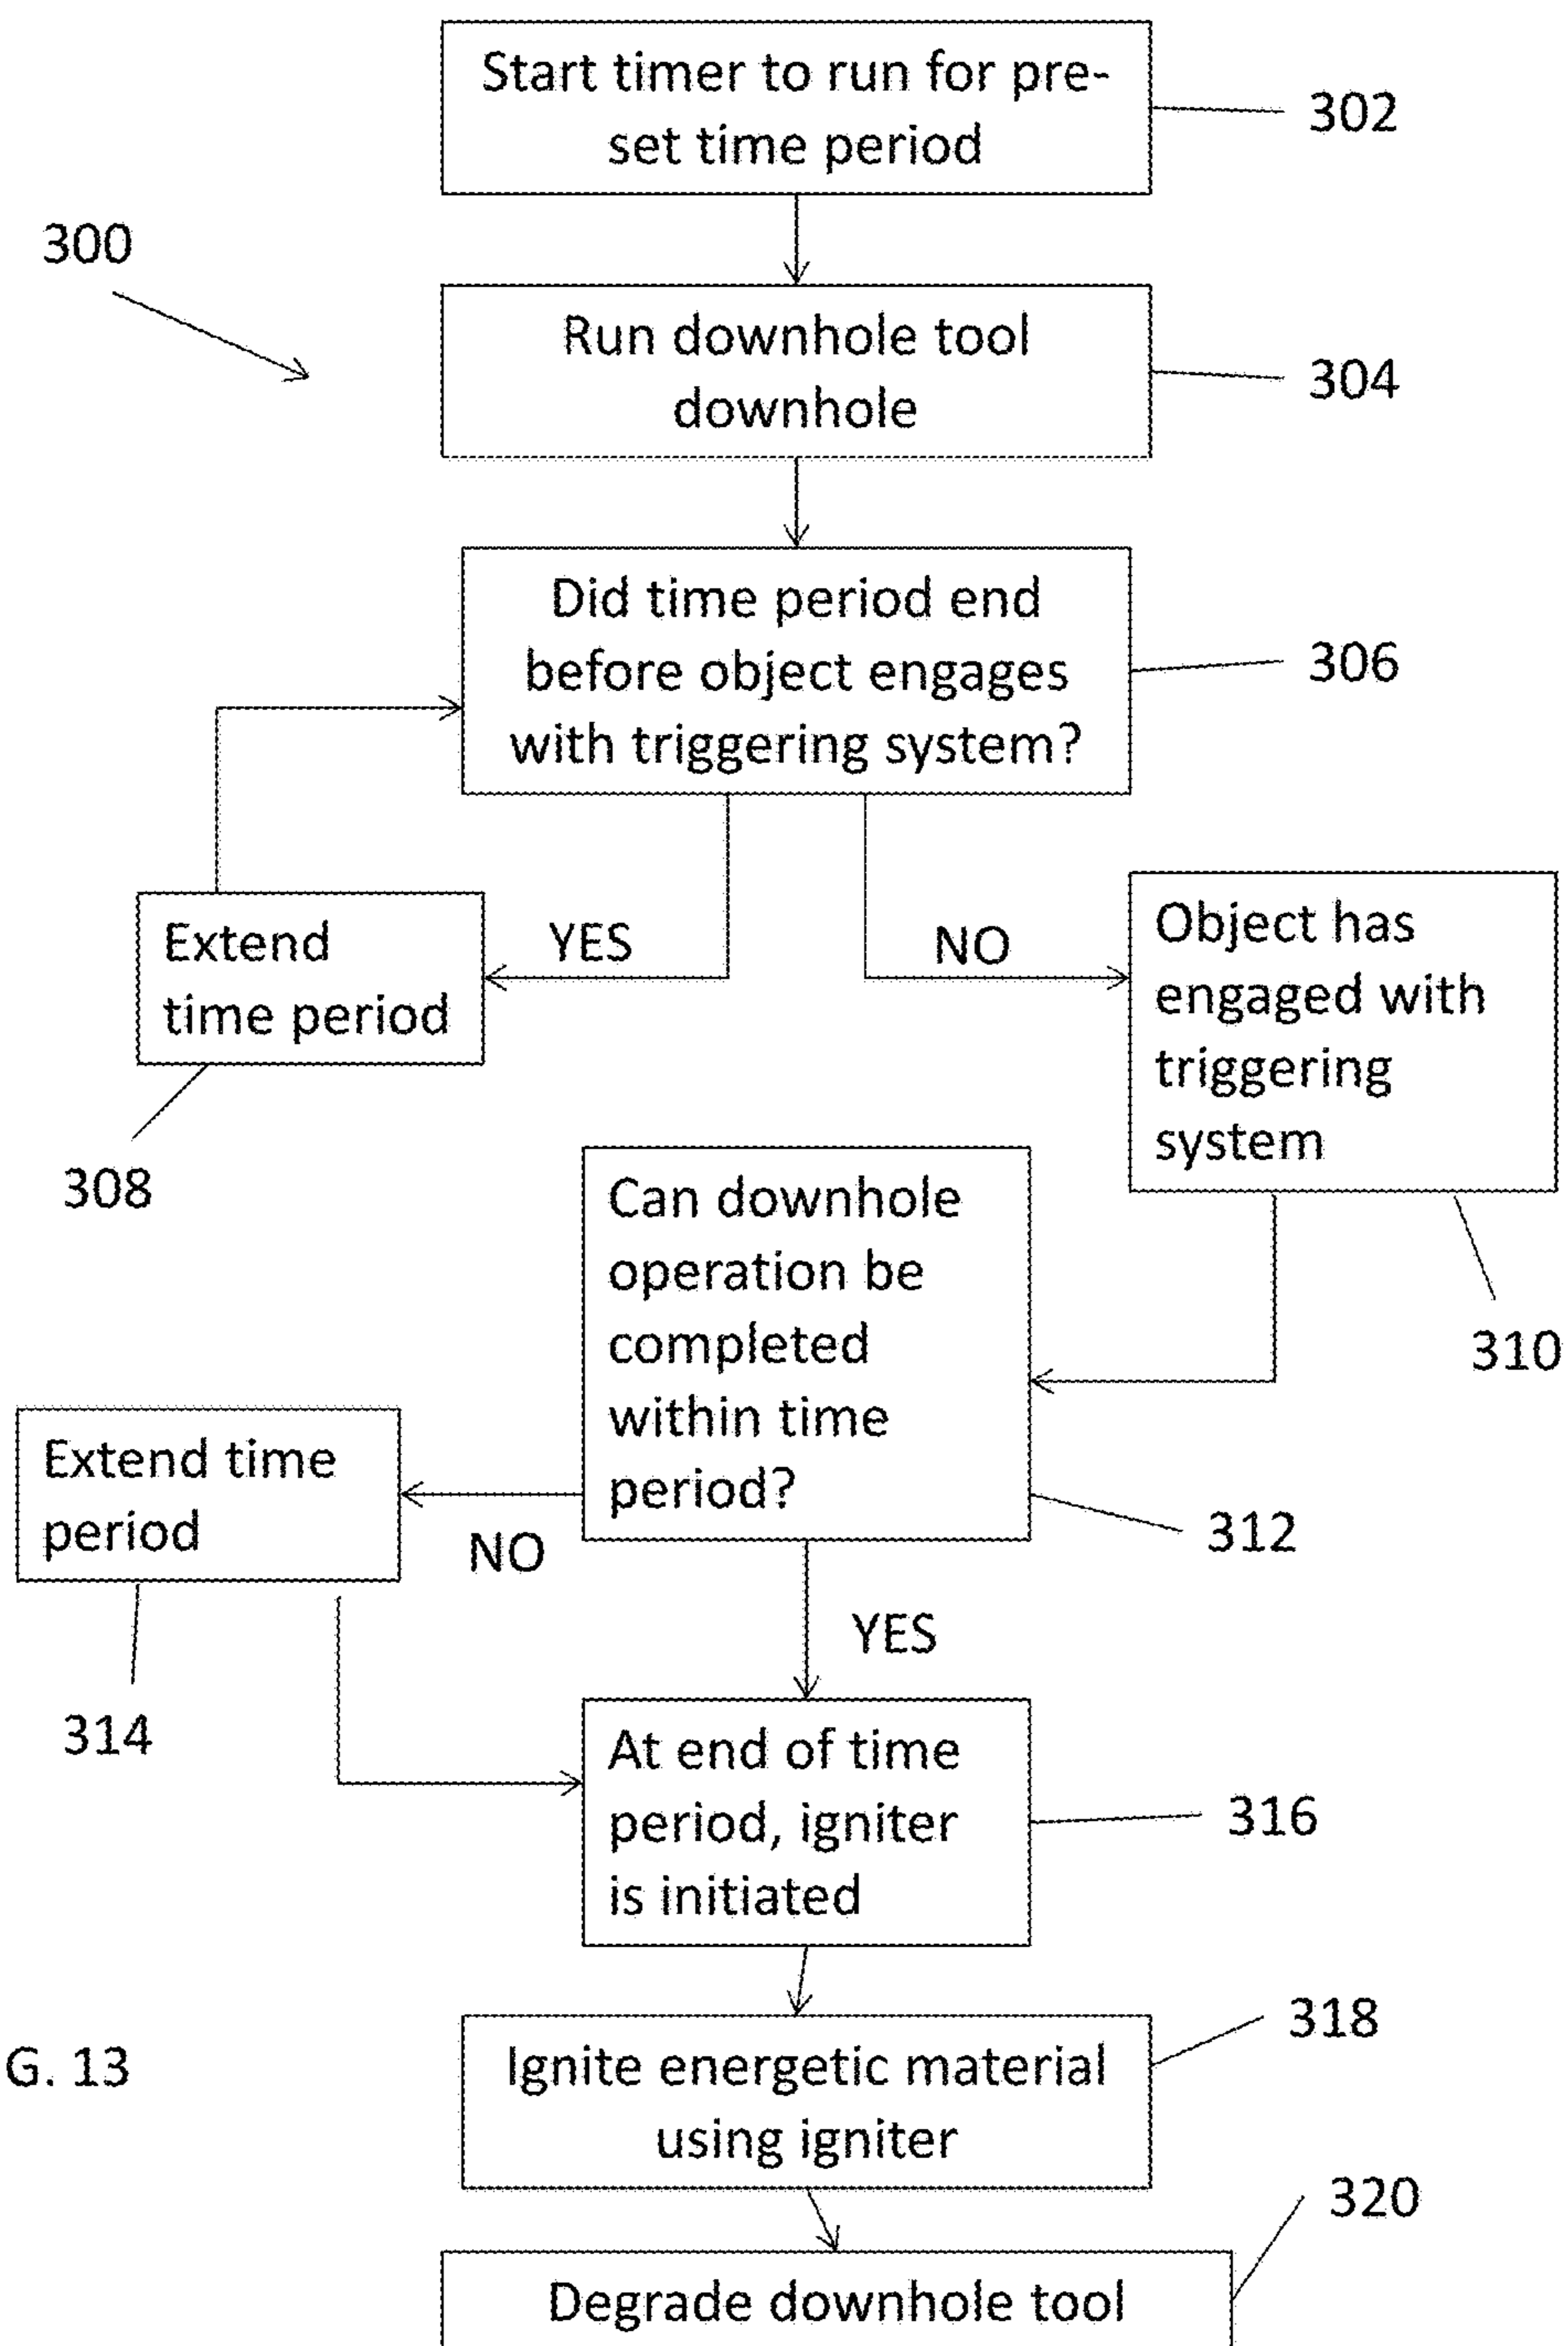 Start timer to run for pre-
set time period
302
300
Run downhole tool
downhole
304
Did time period end
before object engages
with triggering system?
306
Extend
time period
YES
NO
Object has
engaged with
triggering
system
308
Can downhole
operation be
completed
within time
period?
310
Extend time
period
NO
312
YES
314
At end of time
period, igniter
is initiated
316
318
G. 13
Ignite energetic material
using igniter
320
Degrade downhole tool